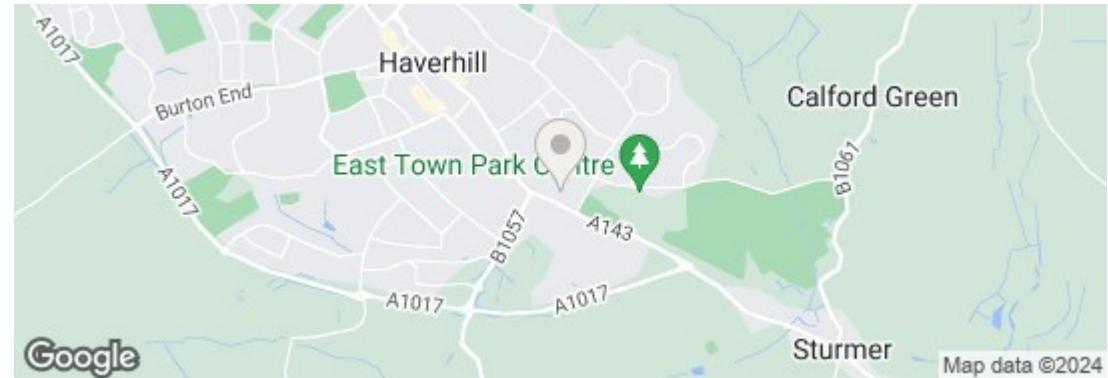 A1017
Haverhill
Burton End
Calford Green
East Town Park Centre
B1061
A1017
B1057
A143
A1017
A1017
Sturmer
Google
Map data ©2024